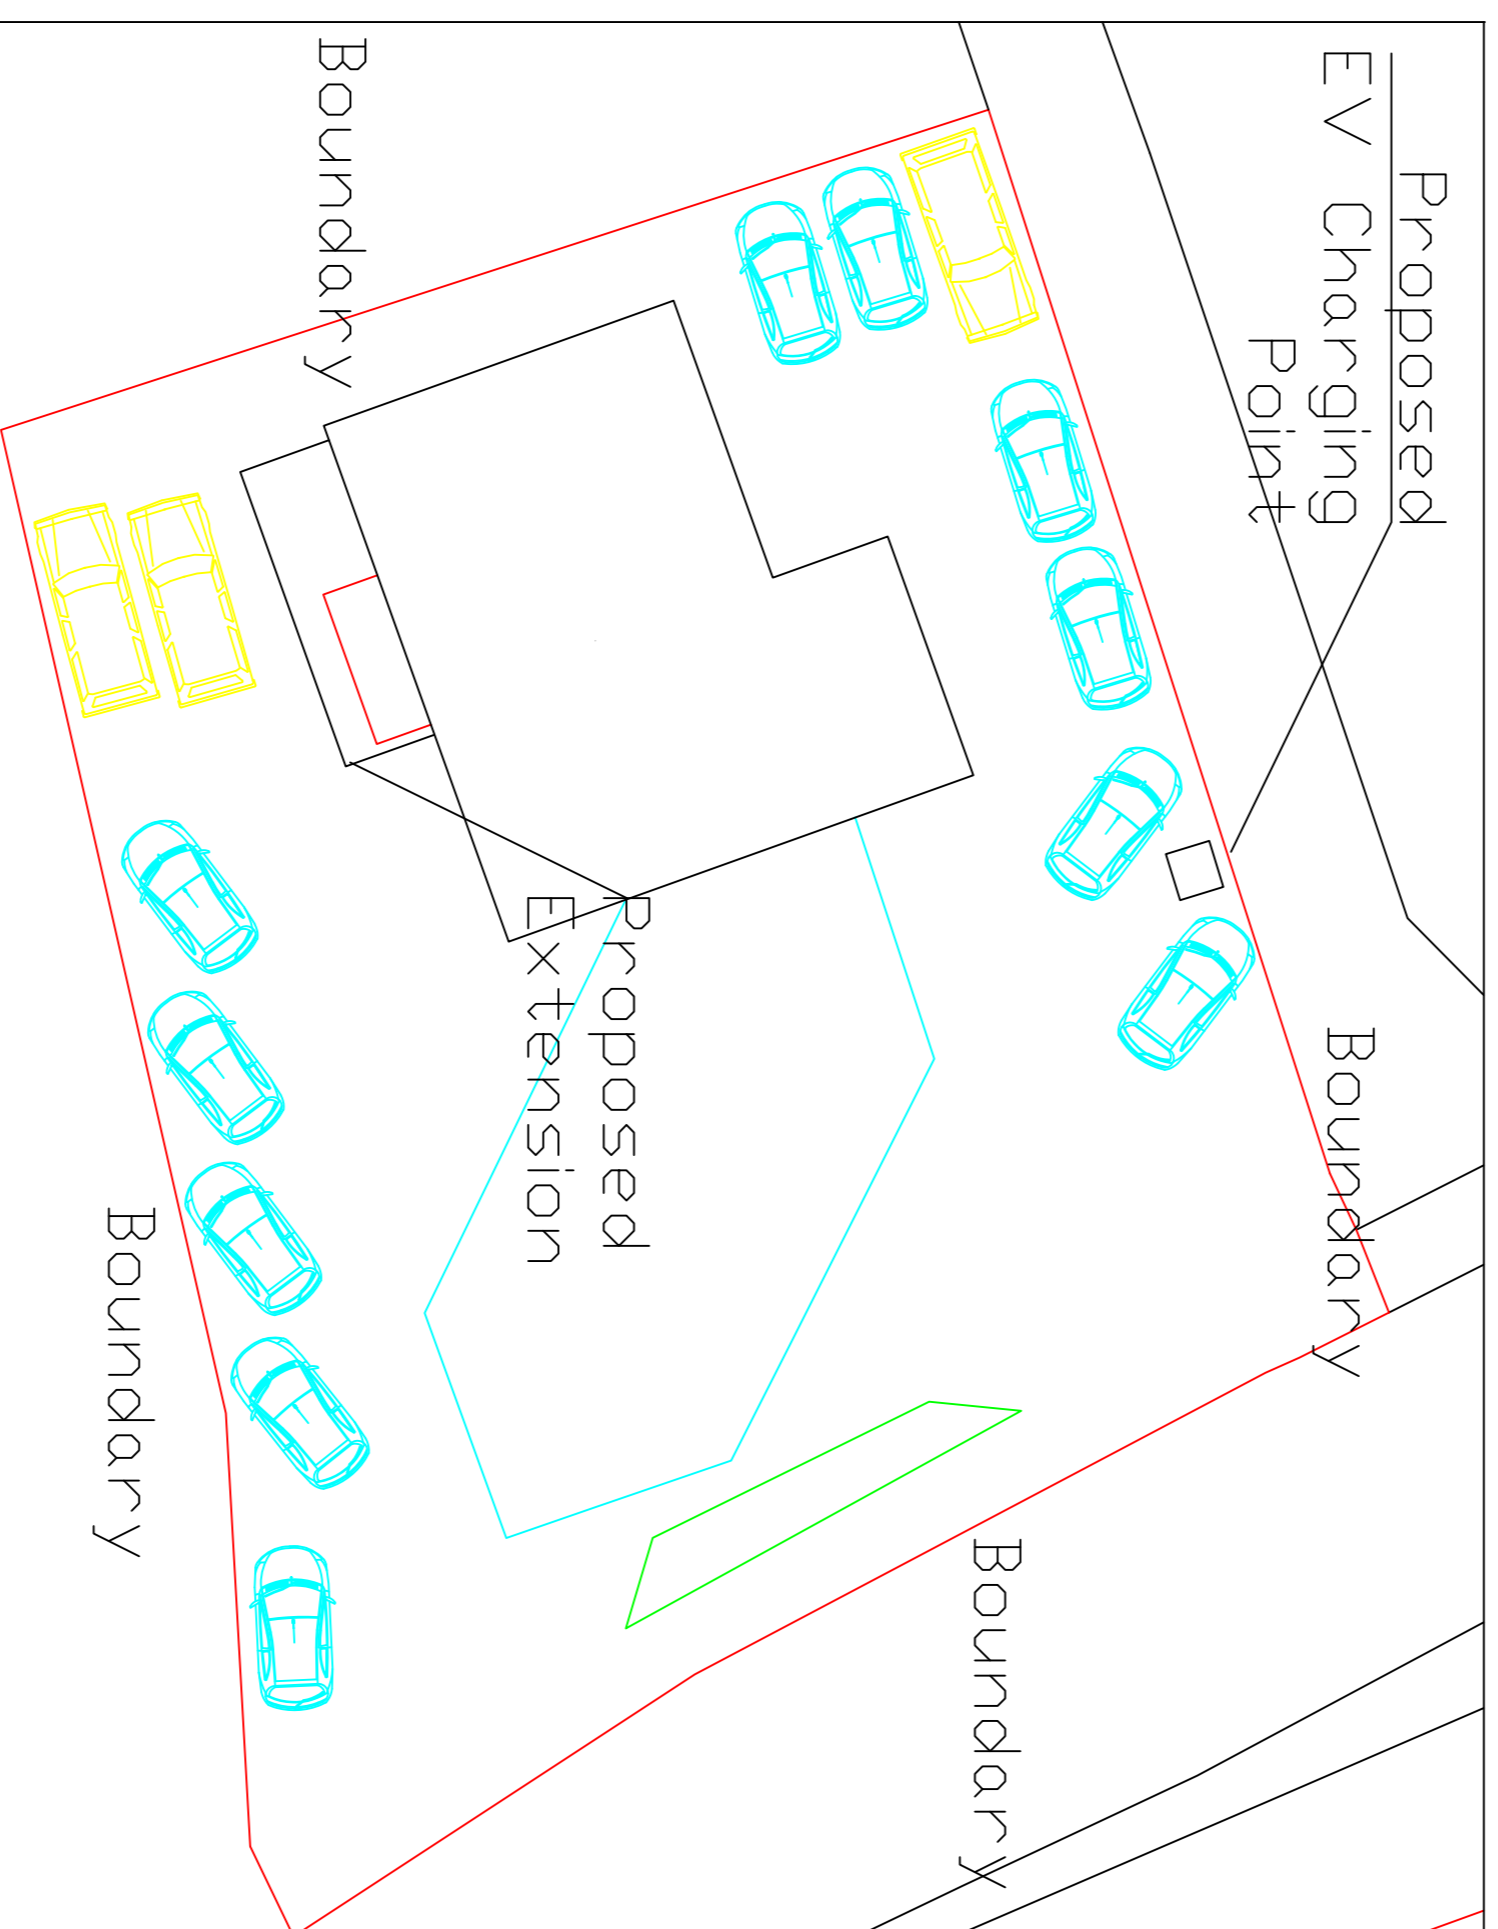 Proposed
EV Charging
Point
Boundary
Boundary
Proposed
Extension
Boundary
Boundary